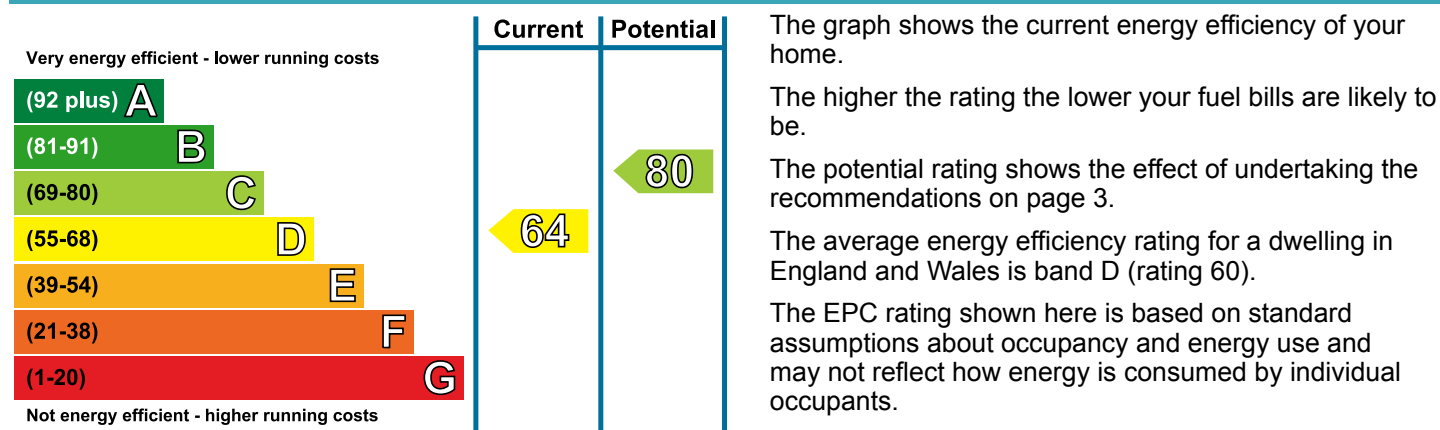 Current Potential
Very energy efficient - lower running costs
(92 plus) A
(81-91) B
(69-80) C
(55-68) D
(39-54) E
(21-38) F
(1-20) G
Not energy efficient - higher running costs
64
80
The graph shows the current energy efficiency of your
home.
The higher the rating the lower your fuel bills are likely to
be.
The potential rating shows the effect of undertaking the
recommendations on page 3.
The average energy efficiency rating for a dwelling in
England and Wales is band D (rating 60).
The EPC rating shown here is based on standard
assumptions about occupancy and energy use and
may not reflect how energy is consumed by individual
occupants.